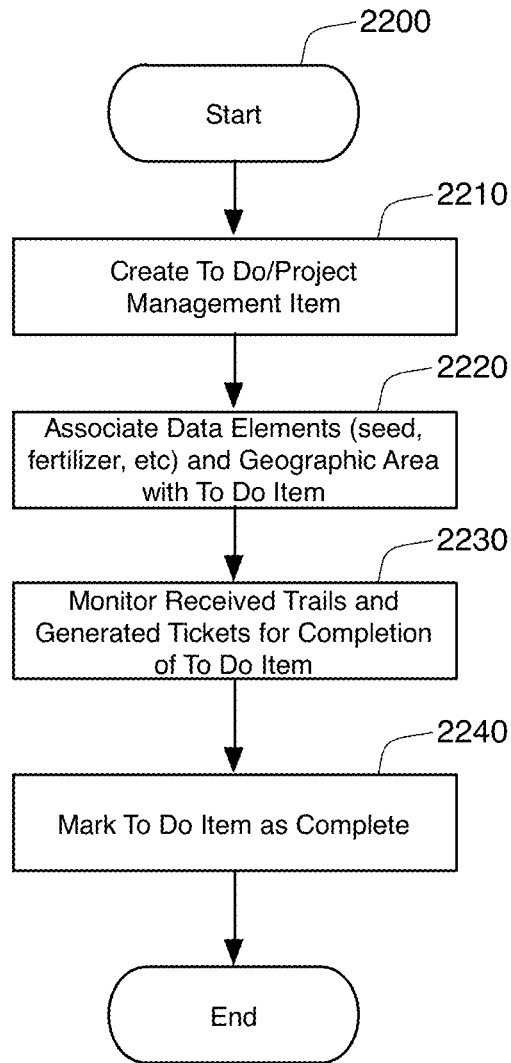 2200
Start
2210
Create To Do/Project
Management Item
2220
Associate Data Elements (seed,
fertilizer, etc) and Geographic Area
with To Do Item
2230
Monitor Received Trails and
Generated Tickets for Completion
of To Do Item
2240
Mark To Do Item as Complete
End